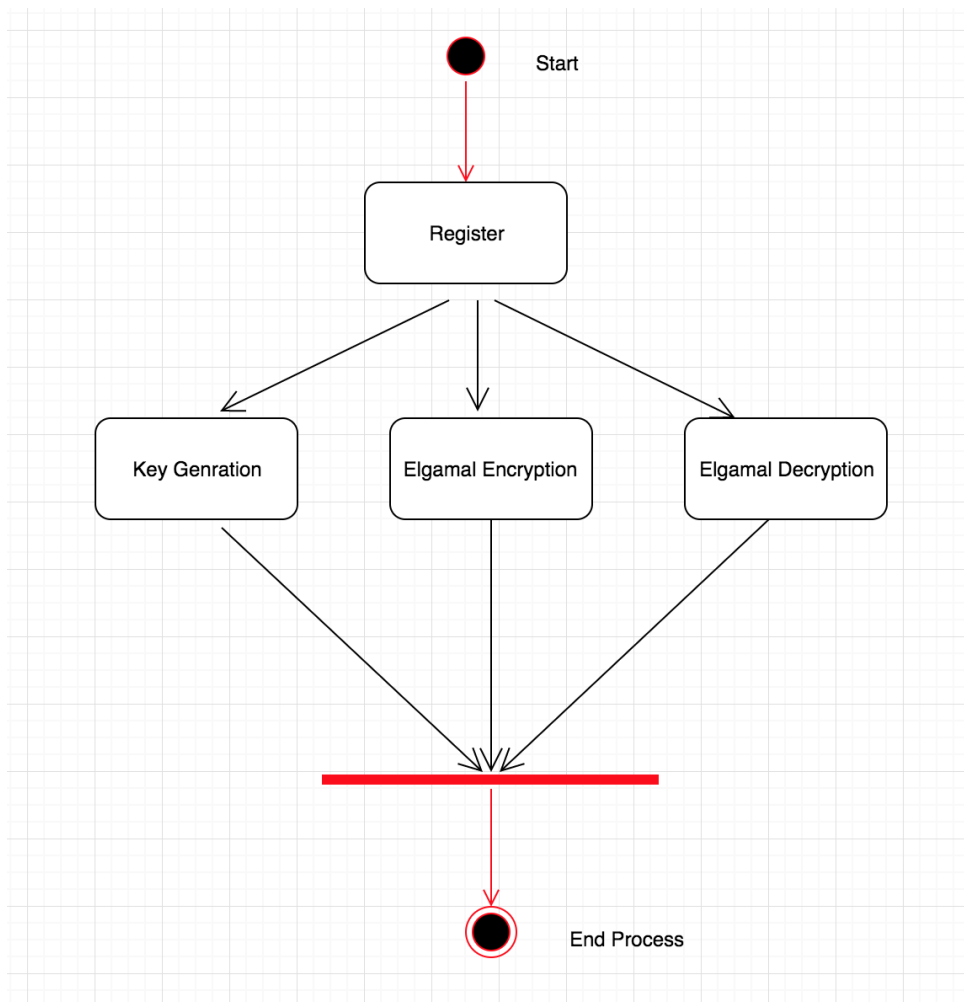 Start
Register
Key Genration
Elgamal Encryption
Elgamal Decryption
End Process